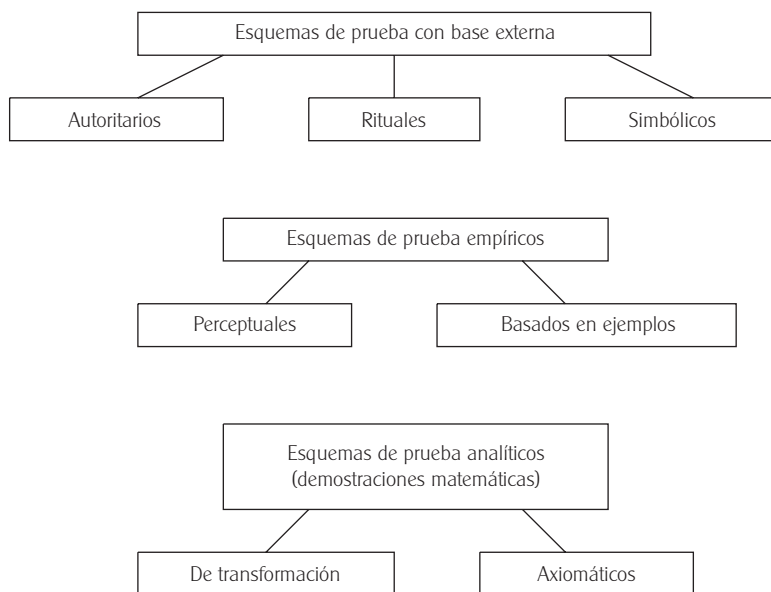 Esquemas de prueba con base externa
Autoritarios
Rituales
Simbólicos
Esquemas de prueba empíricos
Perceptuales
Basados en ejemplos
Esquemas de prueba analíticos
(demostraciones matemáticas)
De transformación
Axiomáticos